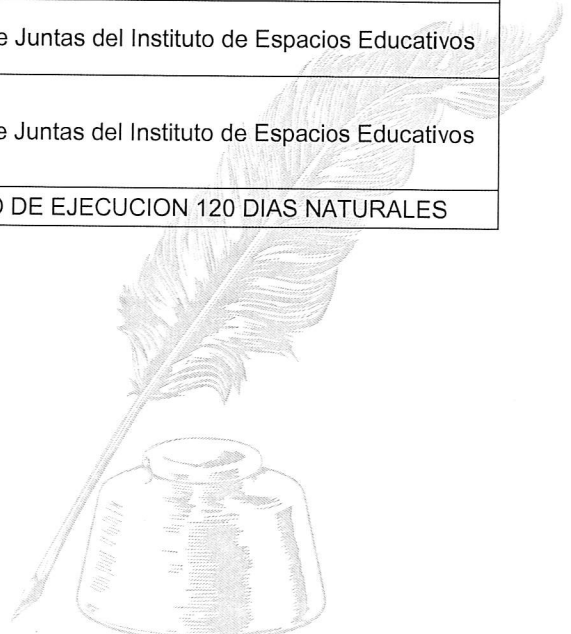 e Juntas del Instituto de Espacios Educativos
e Juntas del Instituto de Espacios Educativos
O DE EJECUCION 120 DIAS NATURALES